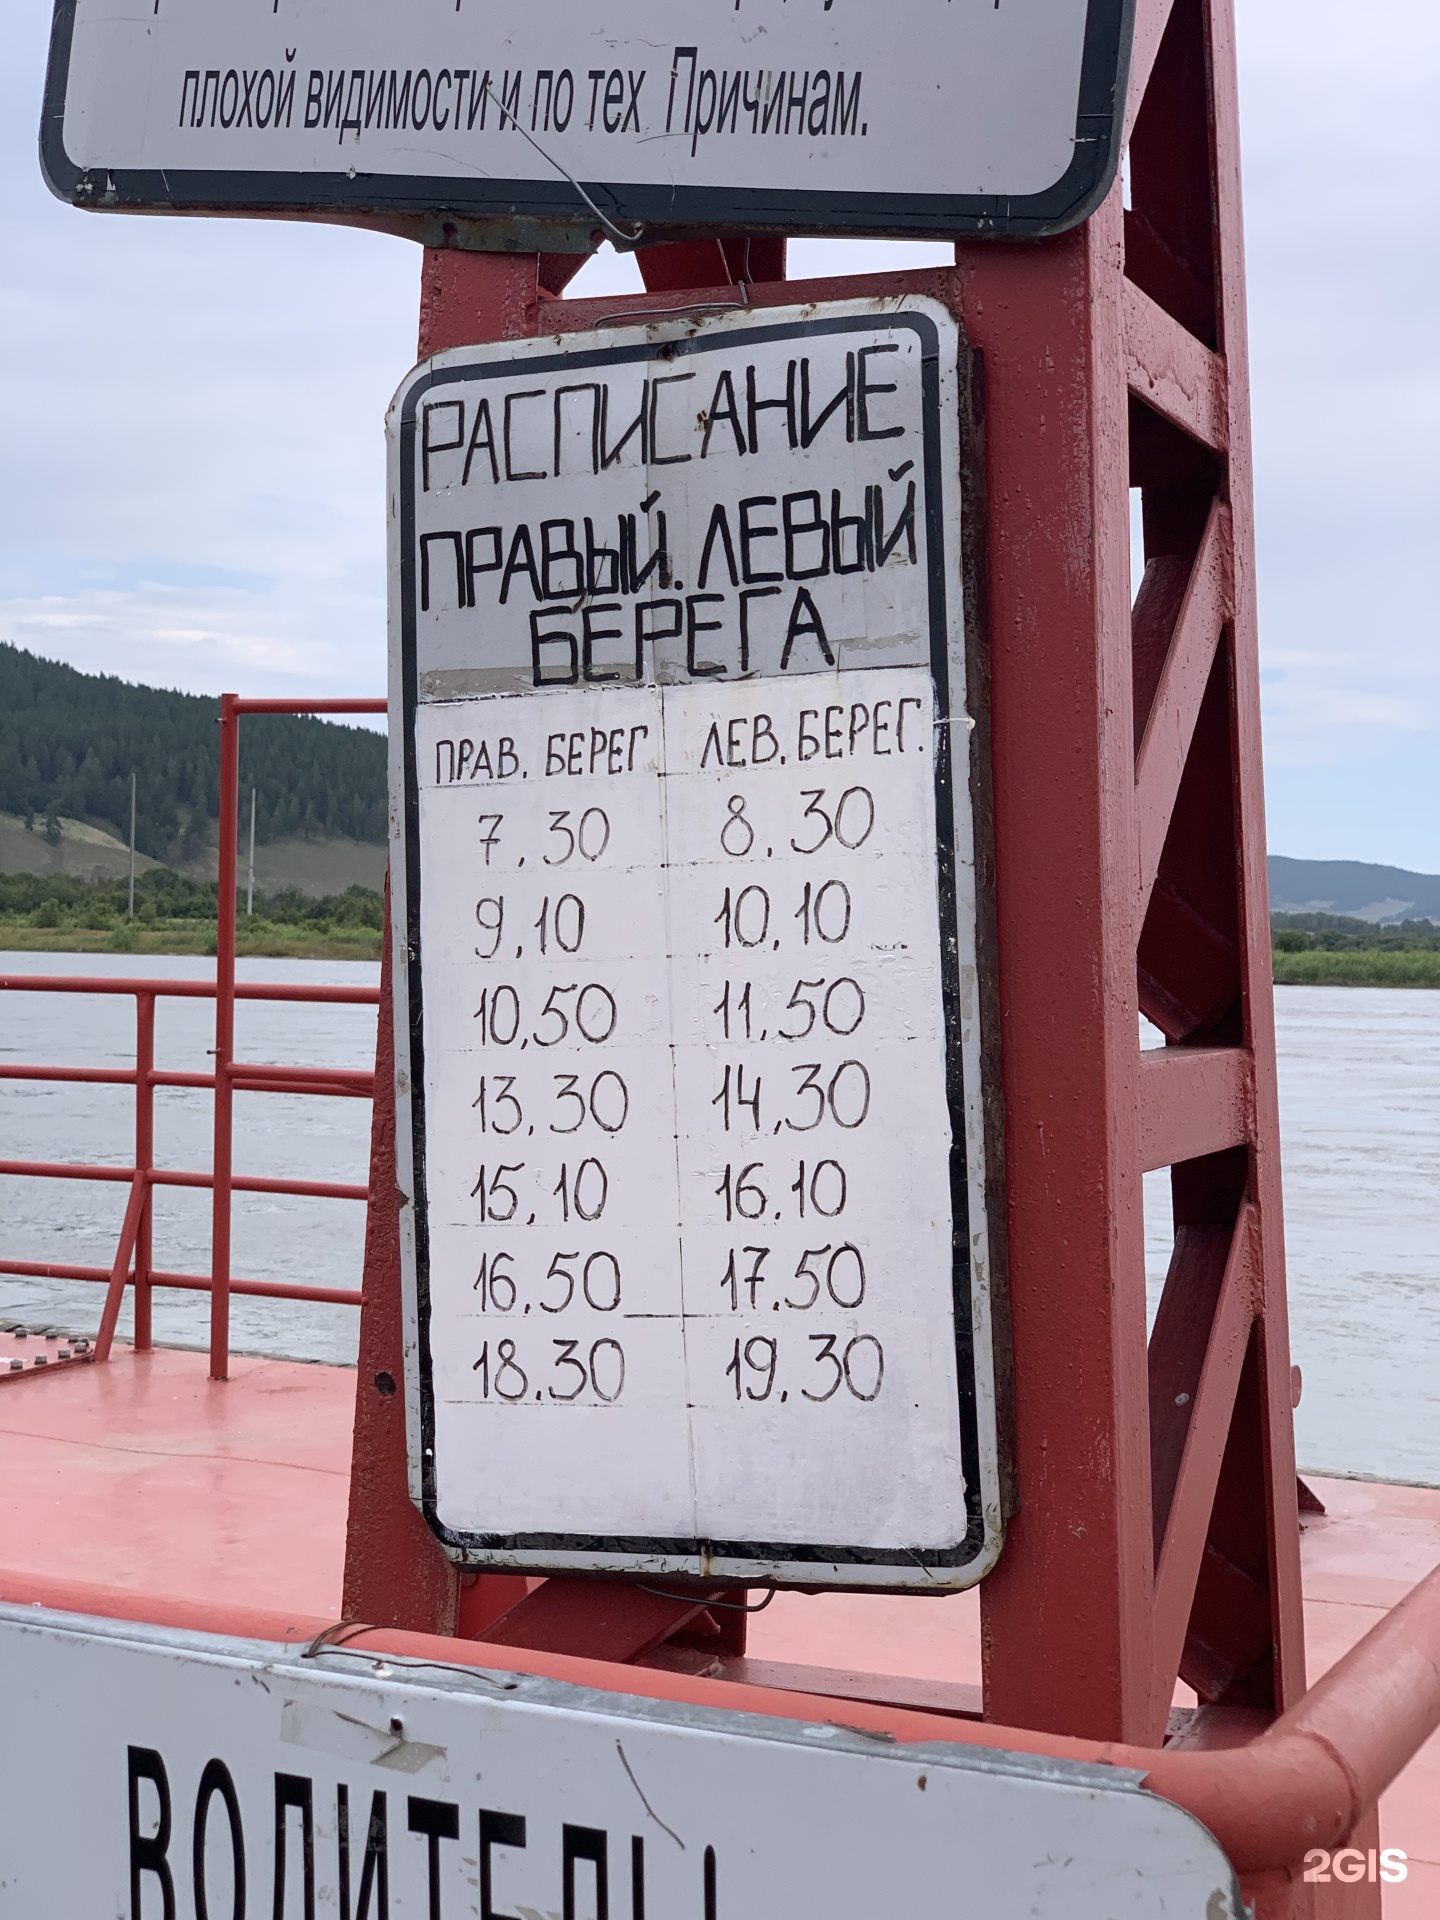 плохой видимости и по тех Причинам.
РАСПИСАНИЕ
ПРАВЫЙ. ЛЕВЫЙ
БЕРЕГА
ПРАВ. БЕРЕГ ЛЕВ. БЕРЕГ.
7.30 8.30
9.10 10.10
10.50 11.50
13.30 14.30
15.10 16.10
16.50 17.50
18.30 19.30
ВОДИТЕЛЬ!
2GIS